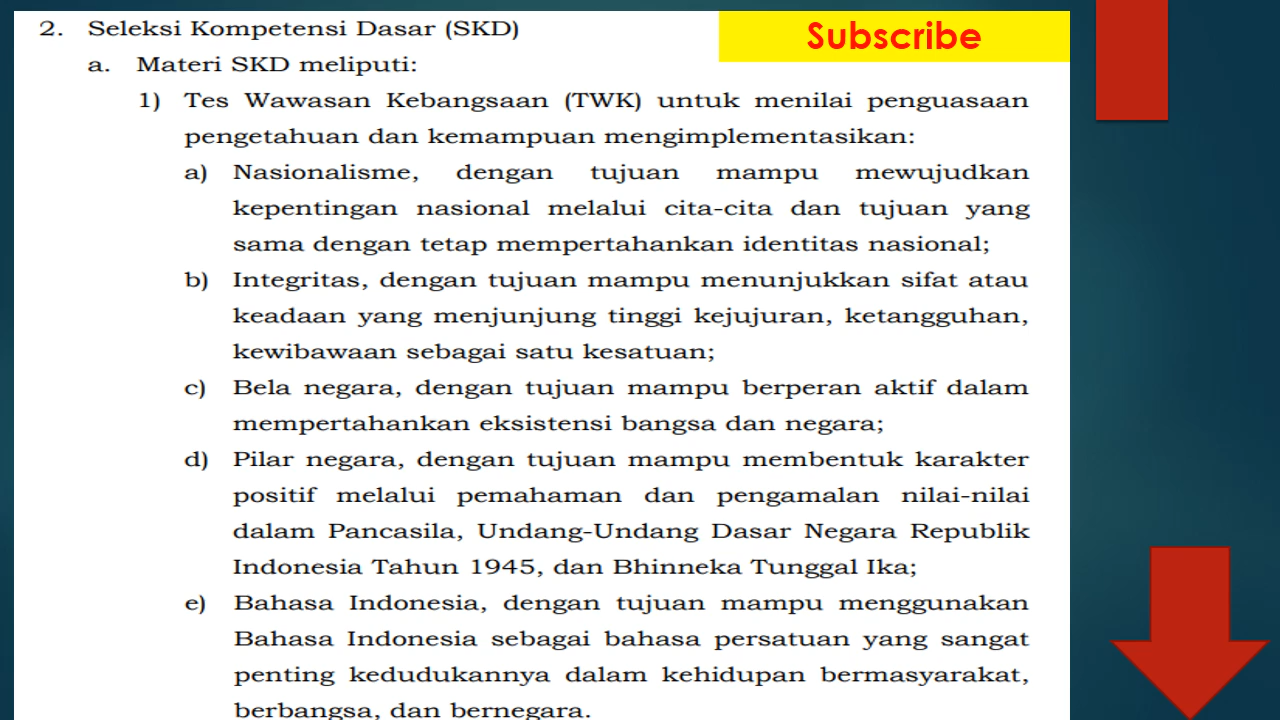 2. Seleksi Kompetensi Dasar (SKD)
Subscribe
a. Materi SKD meliputi:
1) Tes Wawasan Kebangsaan (TWK) untuk menilai penguasaan
pengetahuan dan kemampuan mengimplementasikan:
a) Nasionalisme, dengan tujuan mampu mewujudkan
kepentingan nasional melalui cita-cita dan tujuan yang
sama dengan tetap mempertahankan identitas nasional;
b) Integritas, dengan tujuan mampu menunjukkan sifat atau
keadaan yang menjunjung tinggi kejujuran, ketangguhan,
kewibawaan sebagai satu kesatuan;
c) Bela negara, dengan tujuan mampu berperan aktif dalam
mempertahankan eksistensi bangsa dan negara;
d) Pilar negara, dengan tujuan mampu membentuk karakter
positif melalui pemahaman dan pengamalan nilai-nilai
dalam Pancasila, Undang-Undang Dasar Negara Republik
Indonesia Tahun 1945, dan Bhinneka Tunggal Ika;
e) Bahasa Indonesia, dengan tujuan mampu menggunakan
Bahasa Indonesia sebagai bahasa persatuan yang sangat
penting kedudukannya dalam kehidupan bermasyarakat,
berbangsa, dan bernegara.